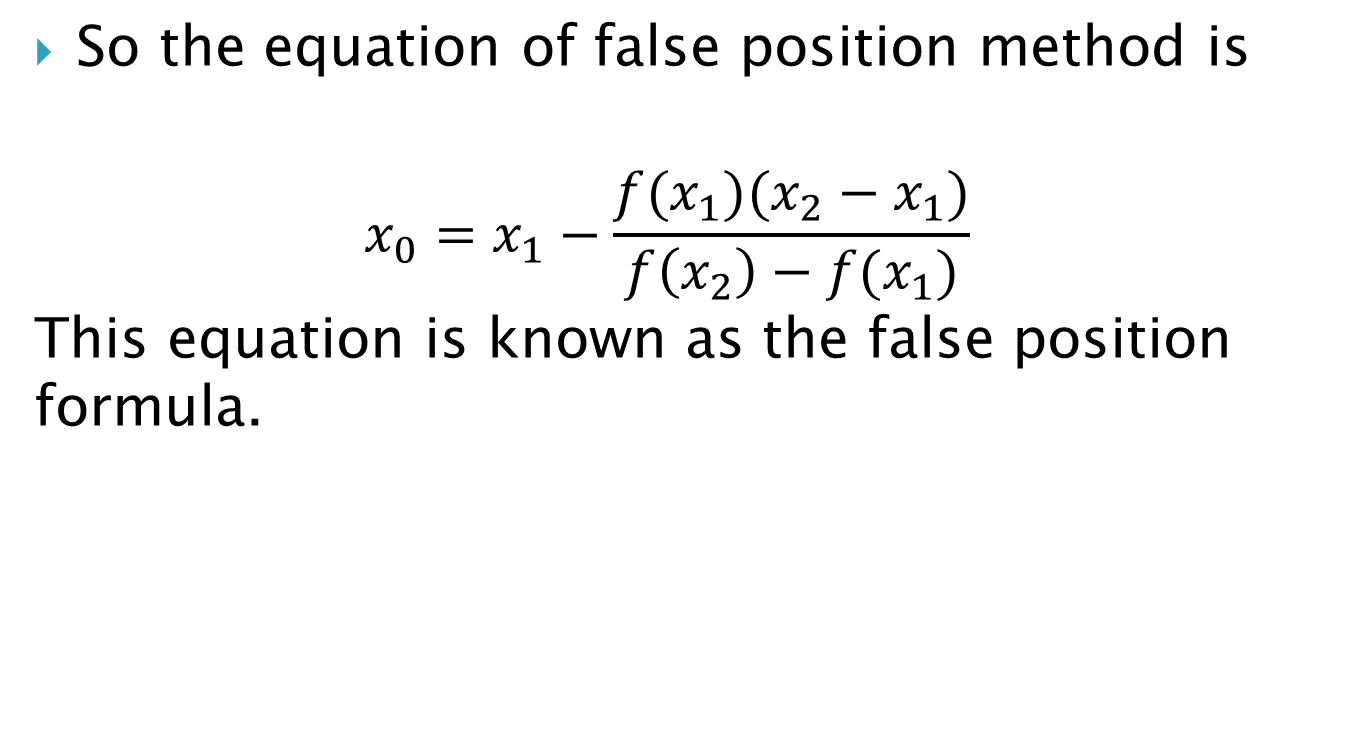 So the equation of false position method is
x₀ = x₁ − f(x₁)(x₂ − x₁) / f(x₂) − f(x₁)
This equation is known as the false position
formula.